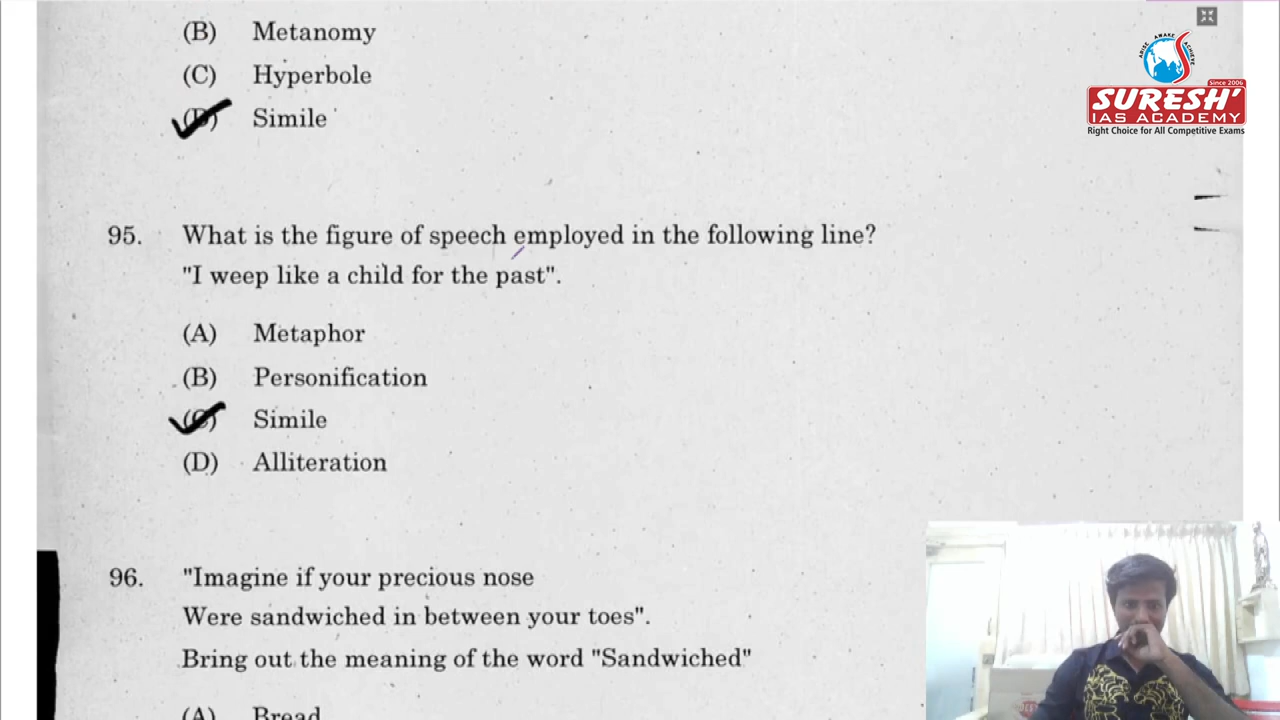 (B) Metanomy
(C) Hyperbole
(D) Simile
ARISE AWAKE ACHIEVE
Since 2006
SURESH'
IAS ACADEMY
Right Choice for All Competitive Exams
95. What is the figure of speech employed in the following line?
"I weep like a child for the past".
(A) Metaphor
(B) Personification
(C) Simile
(D) Alliteration
96. "Imagine if your precious nose
Were sandwiched in between your toes".
Bring out the meaning of the word "Sandwiched"
(A) Bread